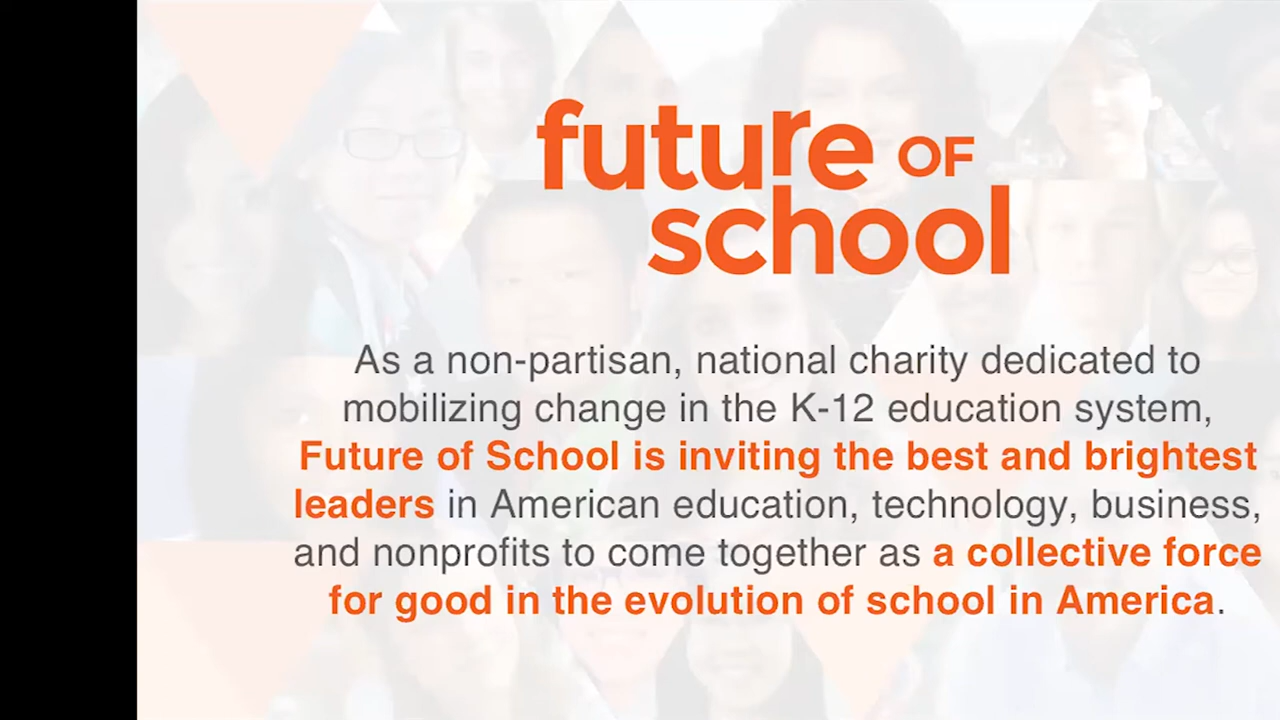 future OF
school
As a non-partisan, national charity dedicated to
mobilizing change in the K-12 education system,
Future of School is inviting the best and brightest
leaders in American education, technology, business,
and nonprofits to come together as a collective force
for good in the evolution of school in America.